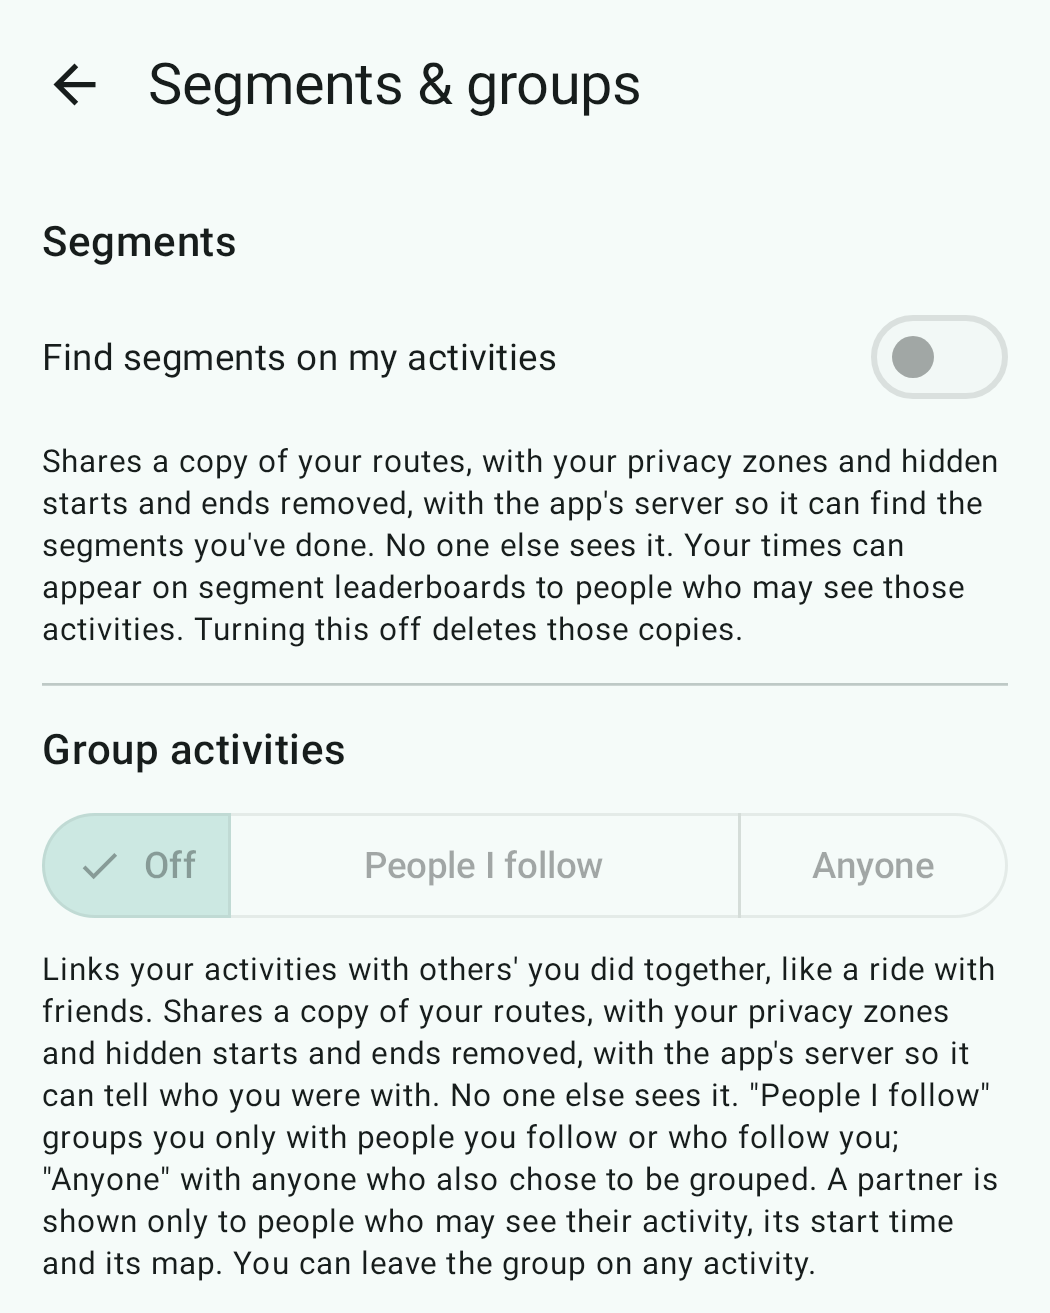 Segments & groups
Segments
Find segments on my activities
Shares a copy of your routes, with your privacy zones and hidden
starts and ends removed, with the app's server so it can find the
segments you've done. No one else sees it. Your times can
appear on segment leaderboards to people who may see those
activities. Turning this off deletes those copies.
Group activities
Off
People I follow
Anyone
Links your activities with others' you did together, like a ride with
friends. Shares a copy of your routes, with your privacy zones
and hidden starts and ends removed, with the app's server so it
can tell who you were with. No one else sees it. "People I follow"
groups you only with people you follow or who follow you;
"Anyone" with anyone who also chose to be grouped. A partner is
shown only to people who may see their activity, its start time
and its map. You can leave the group on any activity.